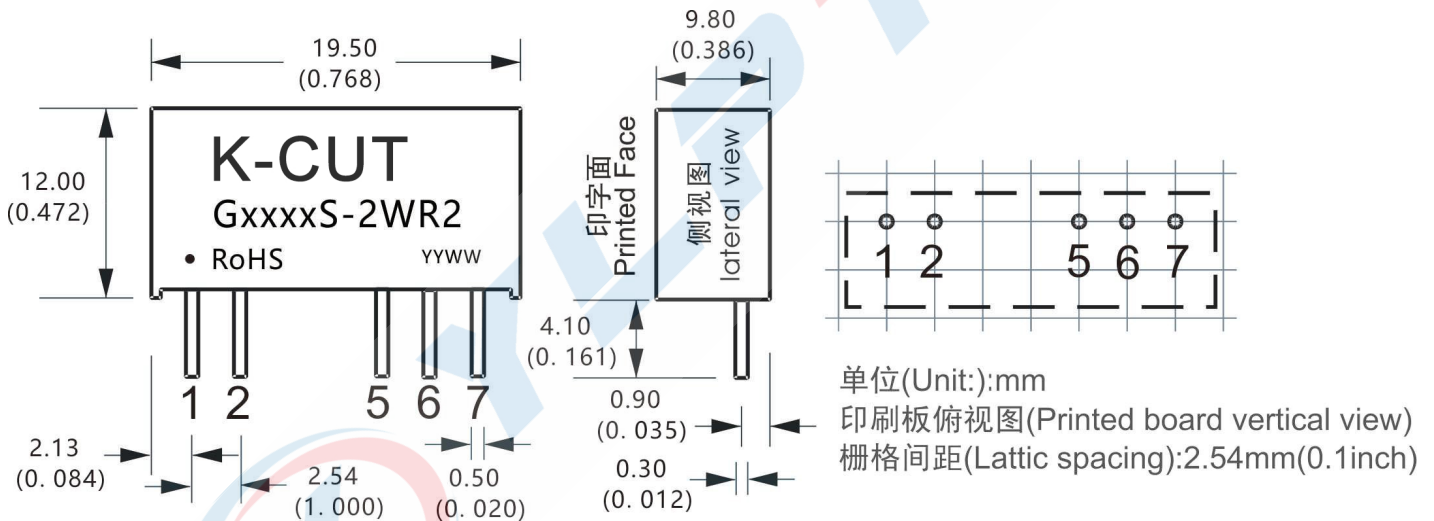 19.50
(0.768)
12.00
(0.472)
K-CUT
GxxxxS-2WR2
RoHS
YYWW
1 2 5 6 7
2.13
(0. 084)
2.54
(1. 000)
0.50
(0. 020)
9.80
(0.386)
印字面
Printed Face
侧视图
lateral view
4.10
(0. 161)
0.90
(0. 035)
0.30
(0. 012)
1 2 5 6 7
单位(Unit:):mm
印刷板俯视图(Printed board vertical view)
栅格间距(Lattic spacing):2.54mm(0.1inch)